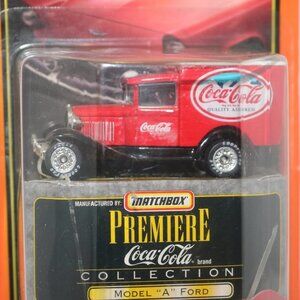 Coca-Cola
QUALITY ASSURED
Coca-Cola
MANUFACTURED BY:
MATCHBOX
PREMIERE
Coca-Cola brand
COLLECTION
MODEL "A" FORD